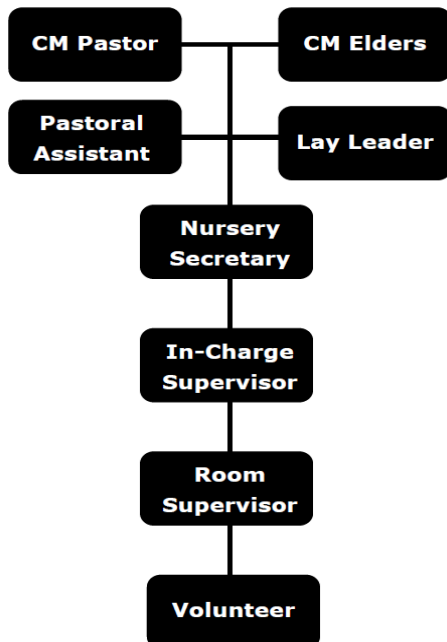 CM Pastor
CM Elders
Pastoral
Assistant
Lay Leader
Nursery
Secretary
In-Charge
Supervisor
Room
Supervisor
Volunteer